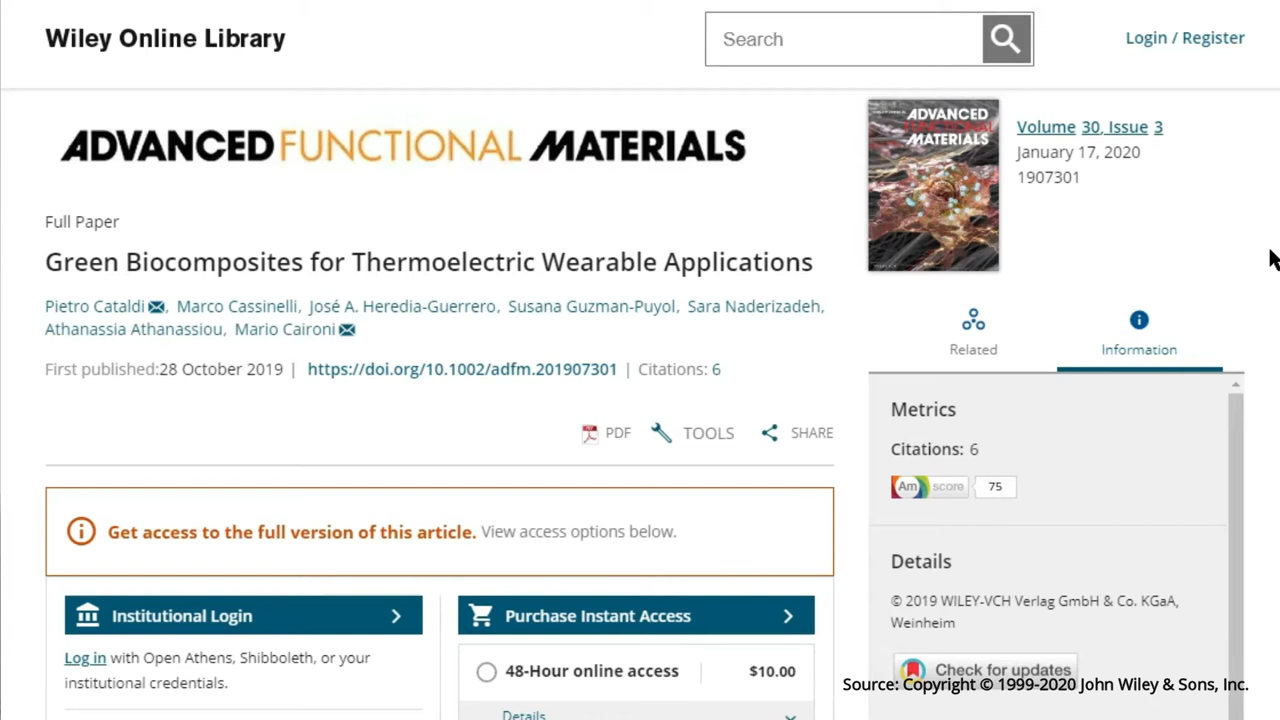 Wiley Online Library
Search
Login / Register
ADVANCED FUNCTIONAL MATERIALS
ADVANCED
FUNCTIONAL
MATERIALS
Volume 30, Issue 3
January 17, 2020
1907301
Full Paper
Green Biocomposites for Thermoelectric Wearable Applications
Pietro Cataldi, Marco Cassinelli, José A. Heredia-Guerrero, Susana Guzman-Puyol, Sara Naderizadeh,
Athanassia Athanassiou, Mario Caironi
First published:28 October 2019 | https://doi.org/10.1002/adfm.201907301 | Citations: 6
PDF TOOLS SHARE
Related
Information
Metrics
Citations: 6
Am score 75
Details
© 2019 WILEY-VCH Verlag GmbH & Co. KGaA,
Weinheim
Check for updates
Get access to the full version of this article. View access options below.
Institutional Login
Log in with Open Athens, Shibboleth, or your
institutional credentials.
Purchase Instant Access
48-Hour online access $10.00
Details
Source: Copyright © 1999-2020 John Wiley & Sons, Inc.